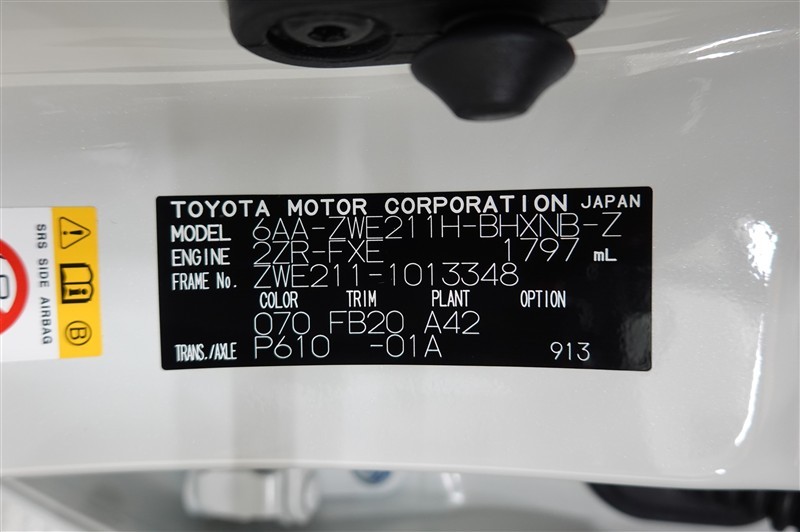 TOYOTA MOTOR CORPORATION JAPAN
MODEL 6AA-ZWE211H-BHXNB-Z
ENGINE 2ZR-FXE 1797 mL
FRAME No. ZWE211-1013348
COLOR TRIM PLANT OPTION
070 FB20 A42
TRANS./AXLE P610 -01A 913
SRS SIDE AIRBAG
B